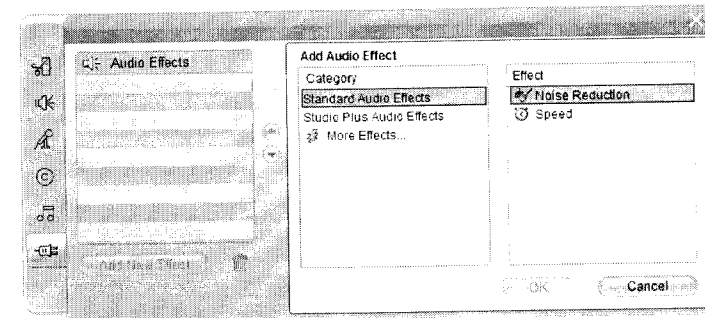 Audio Effects
Add Audio Effect
Category
Standard Audio Effects
Studio Plus Audio Effects
More Effects...
Effect
Noise Reduction
Speed
Add New Effect
OK
Cancel